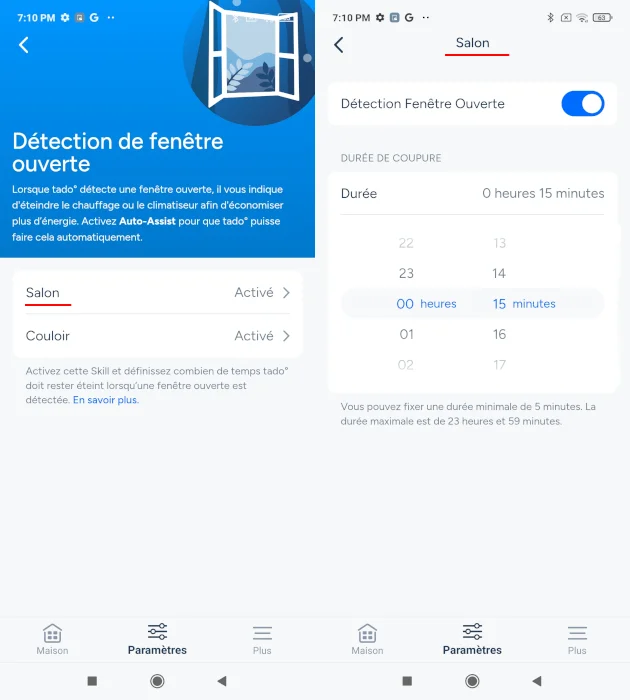 7:10 PM G ··
Détection de fenêtre
ouverte
Lorsque tado° détecte une fenêtre ouverte, il vous indique
d'éteindre le chauffage ou le climatiseur afin d'économiser
plus d'énergie. Activez Auto-Assist pour que tado° puisse
faire cela automatiquement.
Salon Activé
Couloir Activé
Activez cette Skill et définissez combien de temps tado°
doit rester éteint lorsqu'une fenêtre ouverte est
détectée. En savoir plus.
Maison Paramètres Plus
7:10 PM G ·· 63
Salon
Détection Fenêtre Ouverte
DURÉE DE COUPURE
Durée 0 heures 15 minutes
22 13
23 14
00 heures 15 minutes
01 16
02 17
Vous pouvez fixer une durée minimale de 5 minutes. La
durée maximale est de 23 heures et 59 minutes.
Maison Paramètres Plus